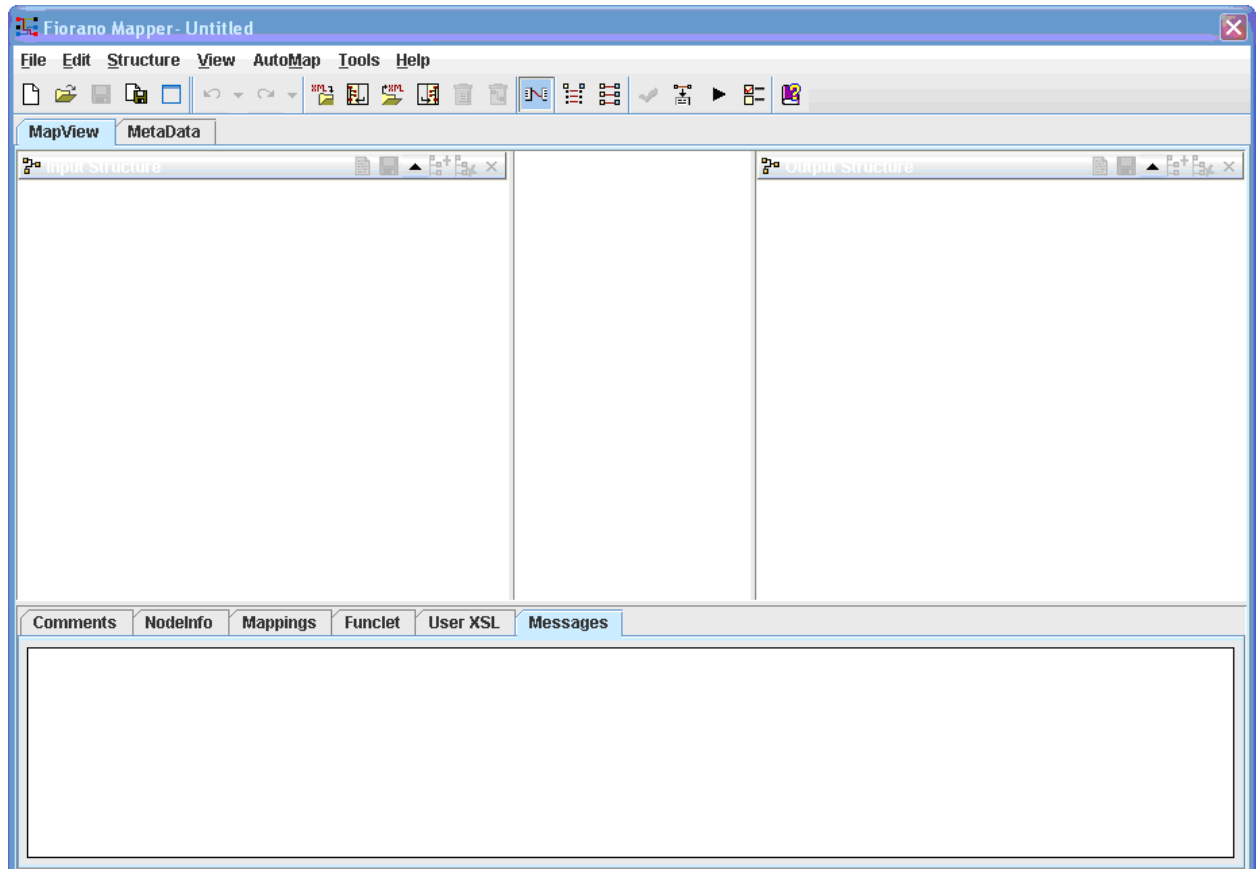 Fiorano Mapper- Untitled
File Edit Structure View AutoMap Tools Help
MapView MetaData
Input Structure Output Structure
Comments NodeInfo Mappings Funclet User XSL Messages